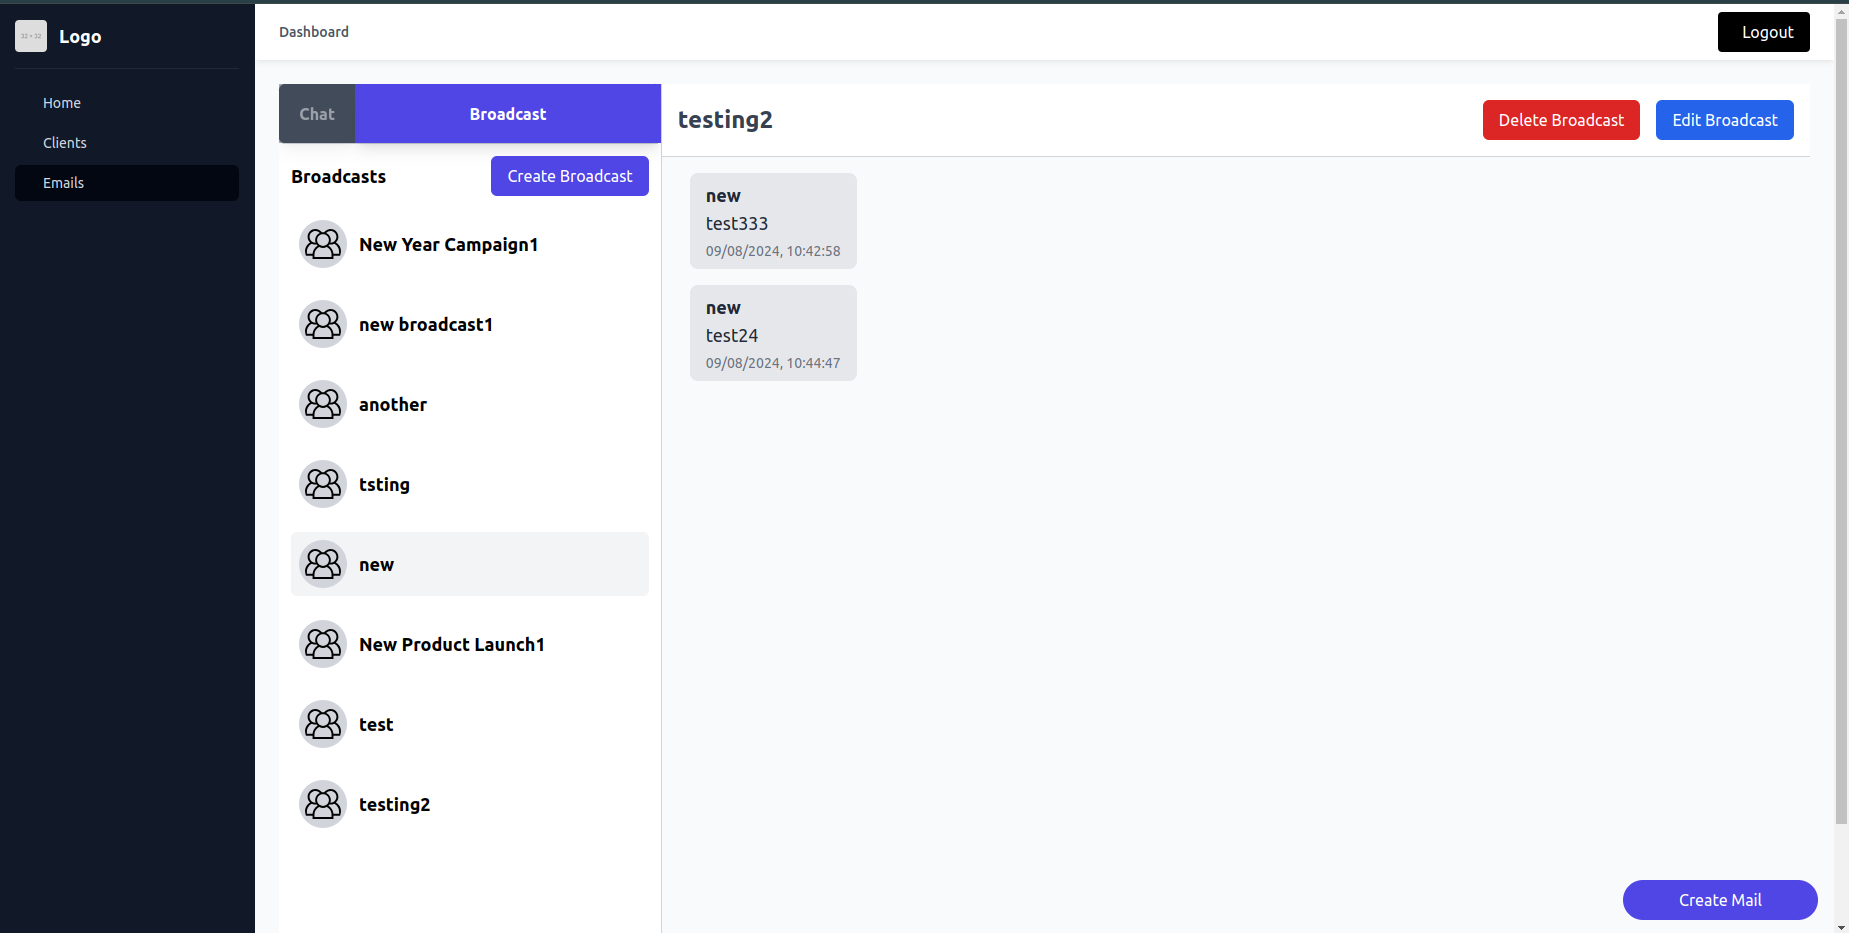 32 × 32
Logo
Home
Clients
Emails
Dashboard
Logout
Chat
Broadcast
Broadcasts
Create Broadcast
New Year Campaign1
new broadcast1
another
tsting
new
New Product Launch1
test
testing2
testing2
Delete Broadcast
Edit Broadcast
new
test333
09/08/2024, 10:42:58
new
test24
09/08/2024, 10:44:47
Create Mail